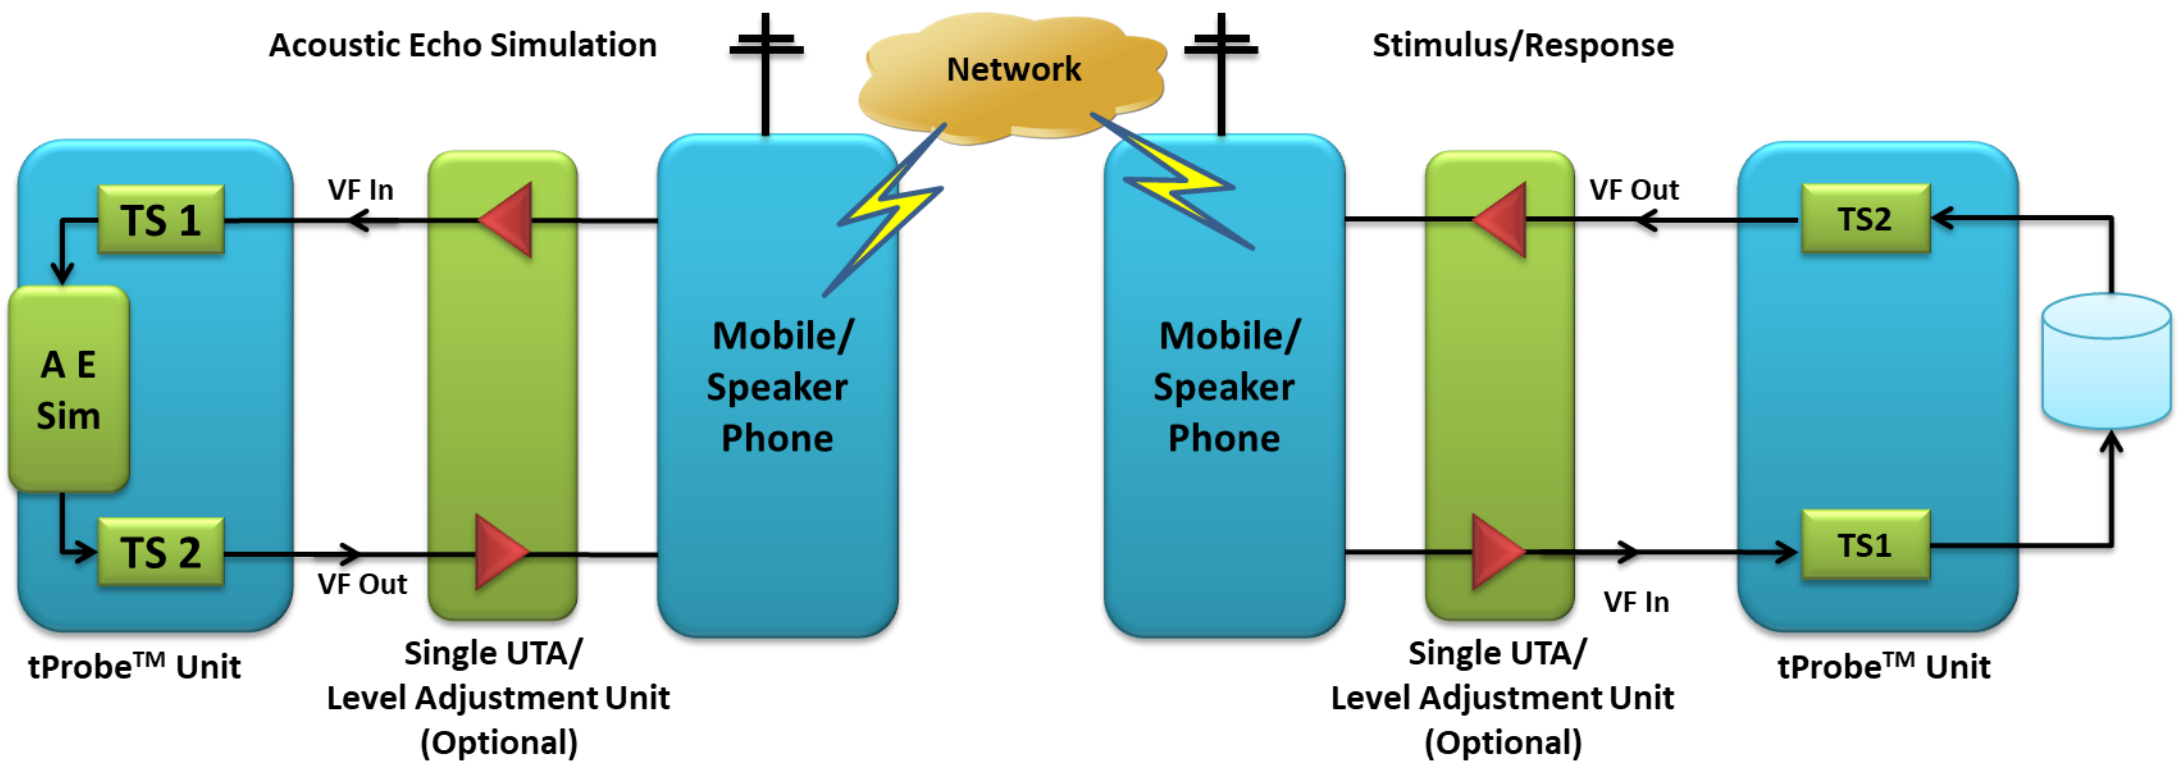 Acoustic Echo Simulation
Network
Stimulus/Response
VF In
TS 1
A E
Sim
TS 2
VF Out
Mobile/
Speaker
Phone
Mobile/
Speaker
Phone
VF Out
TS2
TS1
VF In
tProbe™ Unit
Single UTA/
Level Adjustment Unit
(Optional)
Single UTA/
Level Adjustment Unit
(Optional)
tProbe™ Unit